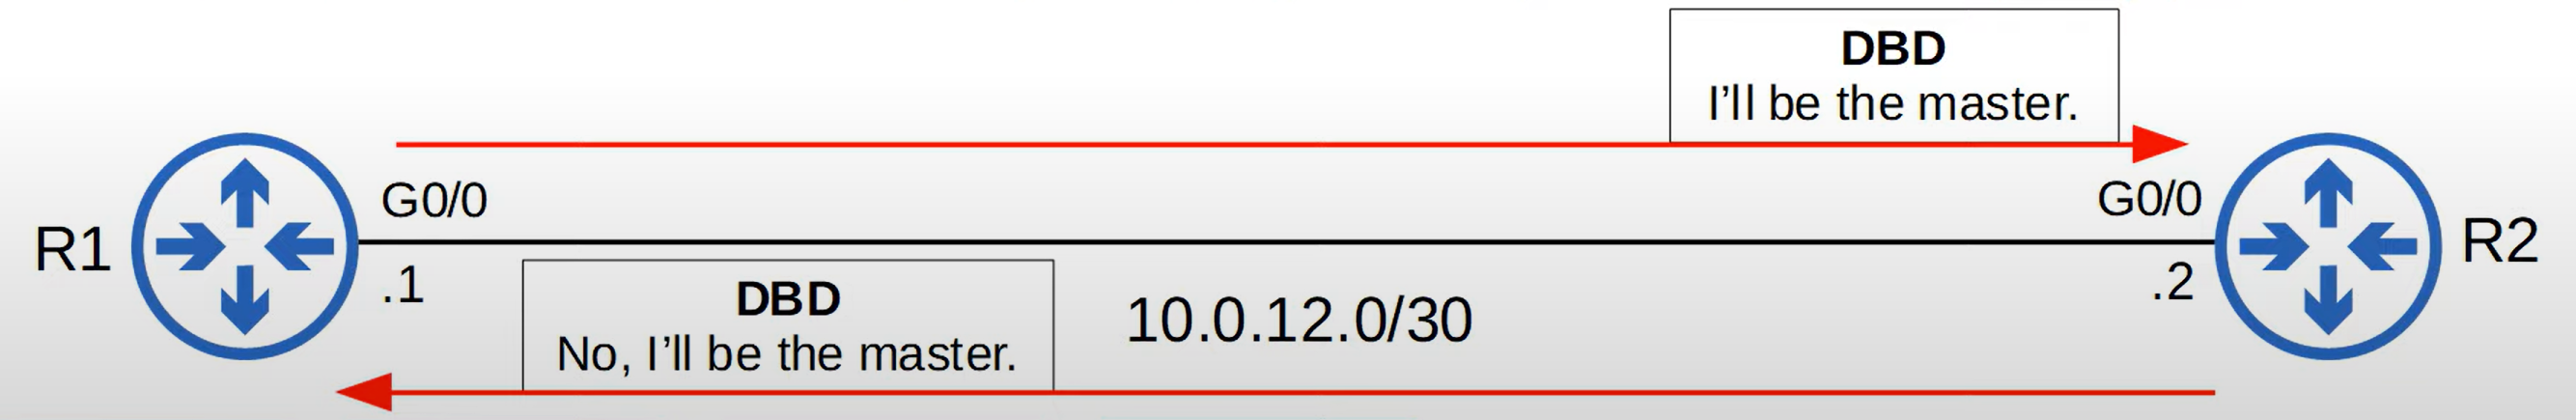 DBD
I’ll be the master.
G0/0
G0/0
R1
R2
.1
.2
DBD
No, I’ll be the master.
10.0.12.0/30